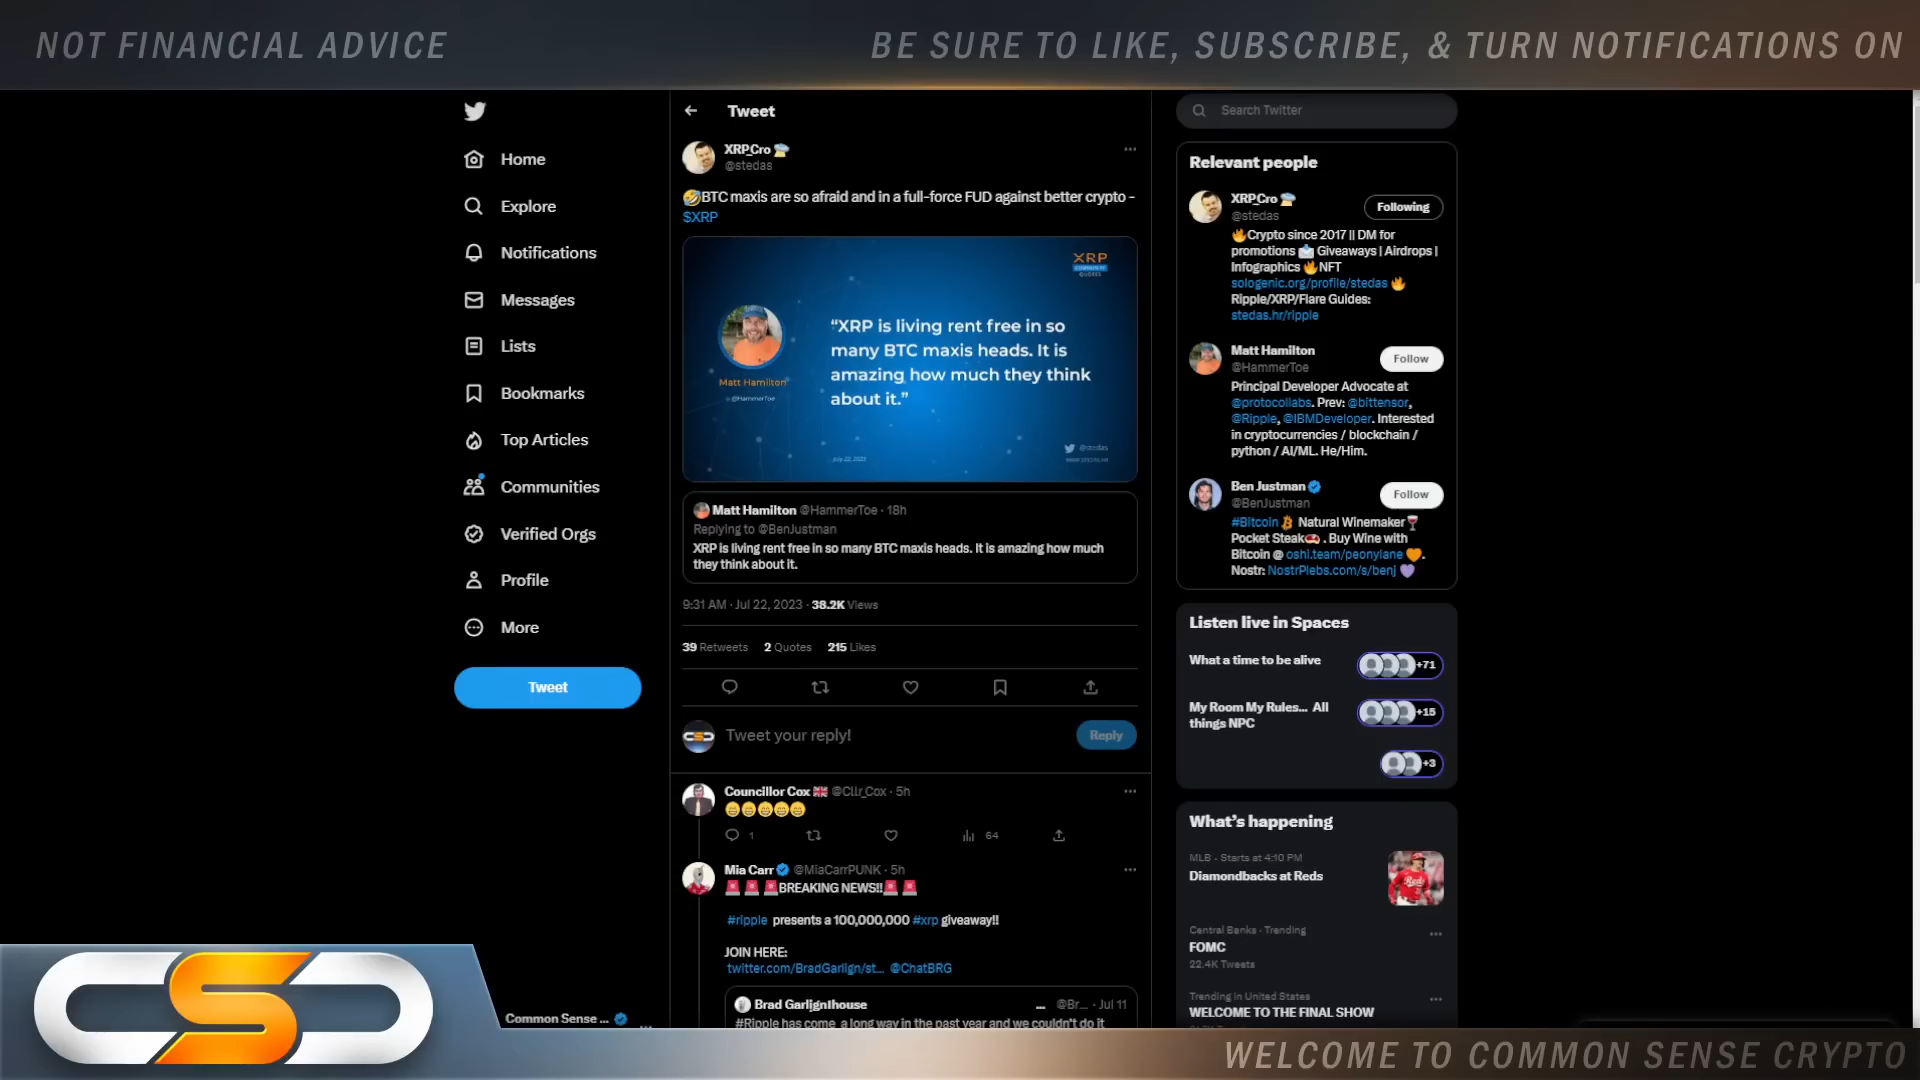 NOT FINANCIAL ADVICE
BE SURE TO LIKE, SUBSCRIBE, & TURN NOTIFICATIONS ON
Home
Explore
Notifications
Messages
Lists
Bookmarks
Top Articles
Communities
Verified Orgs
Profile
More
Tweet
Common Sense ...
Tweet
XRP_Cro
@stedas
🤣BTC maxis are so afraid and in a full-force FUD against better crypto -
$XRP
XRP
COMMUNITY
QUOTES
Matt Hamilton
@HammerToe
“XRP is living rent free in so
many BTC maxis heads. It is
amazing how much they think
about it.”
July 22, 2023
@stedas
Matt Hamilton @HammerToe · 18h
Replying to @BenJustman
XRP is living rent free in so many BTC maxis heads. It is amazing how much
they think about it.
9:31 AM · Jul 22, 2023 · 38.2K Views
39 Retweets 2 Quotes 215 Likes
Tweet your reply!
Reply
Councillor Cox 🇬🇧 @Cllr_Cox · 5h
😁😁😁😁😁
1
64
Mia Carr @MiaCarrPUNK · 5h
🚨🚨🚨BREAKING NEWS!!🚨🚨
#ripple presents a 100,000,000 #xrp giveaway!!
JOIN HERE:
twitter.com/BradGarlign/st... @ChatBRG
Brad Garlignlhouse ... @Br... · Jul 11
#Ripple has come a long way in the past year and we couldn't do it
Search Twitter
Relevant people
XRP_Cro
@stedas
Following
🔥Crypto since 2017 || DM for
promotions 📩 Giveaways | Airdrops |
Infographics 🔥NFT
sologenic.org/profile/stedas 🔥
Ripple/XRP/Flare Guides:
stedas.hr/ripple
Matt Hamilton
@HammerToe
Follow
Principal Developer Advocate at
@protocollabs. Prev: @bittensor,
@Ripple, @IBMDeveloper. Interested
in cryptocurrencies / blockchain /
python / AI/ML. He/Him.
Ben Justman
@BenJustman
Follow
#Bitcoin Natural Winemaker🍷
Pocket Steak🥩 . Buy Wine with
Bitcoin @ oshi.team/peonylane 🧡.
Nostr: NostrPlebs.com/s/benj 💜
Listen live in Spaces
What a time to be alive
+71
My Room My Rules... All
things NPC
+15
+3
What's happening
MLB · Starts at 4:10 PM
Diamondbacks at Reds
Reds
Central Banks · Trending
FOMC
22.4K Tweets
Trending in United States
WELCOME TO THE FINAL SHOW
CSC
WELCOME TO COMMON SENSE CRYPTO